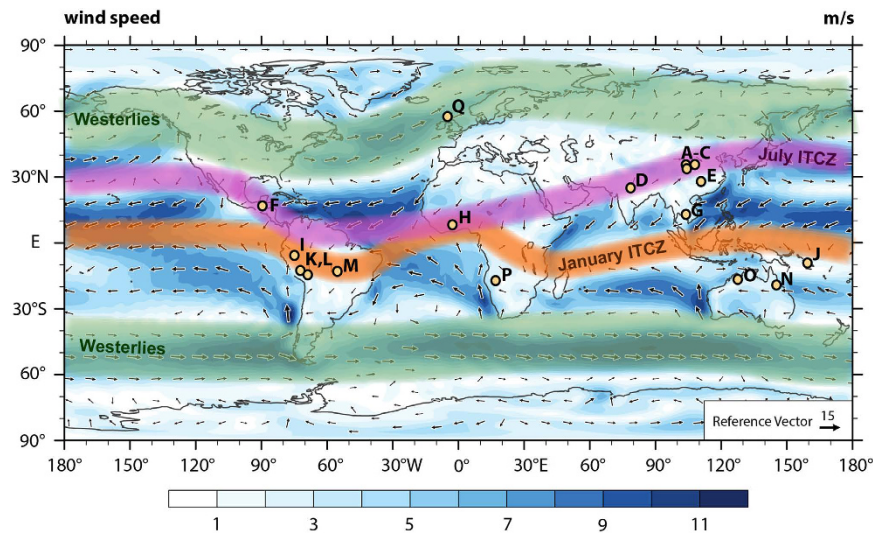 wind speed m/s
90°
60°
30°N
E
30°S
60°
90°
Westerlies
Westerlies
July ITCZ
January ITCZ
Q
A-C
D
E
F
G
H
I
J
K,L
M
N
O
P
Reference Vector 15
180° 150° 120° 90° 60° 30°W 0° 30°E 60° 90° 120° 150° 180°
1 3 5 7 9 11